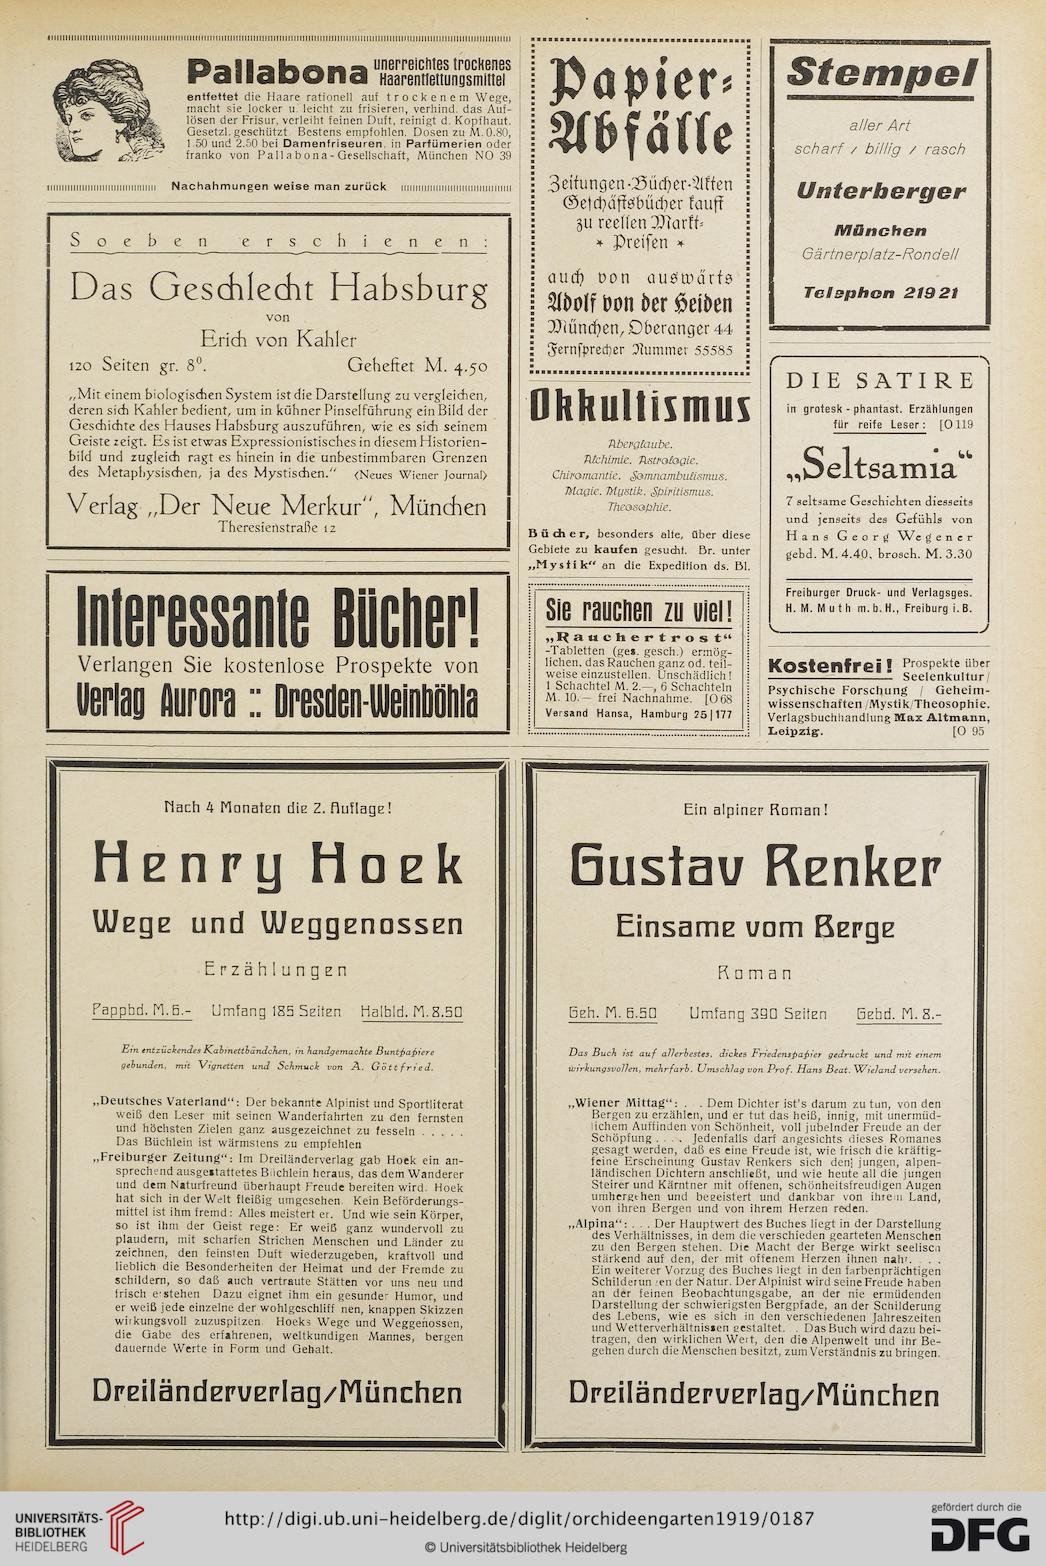 Pallabona unerreichtes trockenes
Haarentfettungsmittel
entfettet die Haare rationell auf trockenem Wege,
macht sie locker u. leicht zu frisieren, verhind. das Auf-
lösen der Frisur, verleiht feinen Duft, reinigt d. Kopfhaut.
Gesetzl. geschützt. Bestens empfohlen. Dosen zu M. 0.80,
1.50 und 2.50 bei Damenfriseuren, in Parfümerien oder
franko von Pallabona-Gesellschaft, München NO 39
Nachahmungen weise man zurück
Soeben erschienen:
Das Geschlecht Habsburg
von
Erich von Kahler
120 Seiten gr. 8⁰. Geheftet M. 4.50
„Mit einem biologischen System ist die Darstellung zu vergleichen,
deren sich Kahler bedient, um in kühner Pinselführung ein Bild der
Geschichte des Hauses Habsburg auszuführen, wie es sich seinem
Geiste zeigt. Es ist etwas Expressionistisches in diesem Historien-
bild und zugleich ragt es hinein in die unbestimmbaren Grenzen
des Metaphysischen, ja des Mystischen.“ (Neues Wiener Journal)
Verlag „Der Neue Merkur“, München
Theresienstraße 12
Interessante Bücher!
Verlangen Sie kostenlose Prospekte von
Verlag Aurora :: Dresden-Weinböhla
Papier-
Abfälle
Zeitungen-Bücher-Akten
Geschäftsbücher kauft
zu reellen Markt-
* Preisen *
auch von auswärts
Adolf von der Heiden
München, Oberanger 44
Fernsprecher Nummer 55585
Okkultismus
Aberglaube.
Alchimie. Astrologie.
Chiromantie. Somnambulismus.
Magie. Mystik. Spiritismus.
Theosophie.
Bücher, besonders alte, über diese
Gebiete zu kaufen gesucht. Br. unter
„Mystik“ an die Expedition ds. Bl.
Sie rauchen zu viel!
„Rauchertrost“
-Tabletten (ges. gesch.) ermög-
lichen, das Rauchen ganz od. teil-
weise einzustellen. Unschädlich!
1 Schachtel M. 2.—, 6 Schachteln
M. 10.— frei Nachnahme. [O 68
Versand Hansa, Hamburg 25|177
Stempel
aller Art
scharf / billig / rasch
Unterberger
München
Gärtnerplatz-Rondell
Telephon 21921
DIE SATIRE
in grotesk-phantast. Erzählungen
für reife Leser: [O 119
„Seltsamia“
7 seltsame Geschichten diesseits
und jenseits des Gefühls von
Hans Georg Wegener
gebd. M. 4.40, brosch. M. 3.30
Freiburger Druck- und Verlagsges.
H. M. Muth m. b. H., Freiburg i. B.
Kostenfrei! Prospekte über
Seelenkultur /
Psychische Forschung / Geheim-
wissenschaften / Mystik / Theosophie.
Verlagsbuchhandlung Max Altmann,
Leipzig. [O 95
Nach 4 Monaten die 2. Auflage!
Henry Hoek
Wege und Weggenossen
Erzählungen
Pappbd. M. 6.- Umfang 185 Seiten Halbld. M. 8.50
Ein entzückendes Kabinettbändchen, in handgemachte Buntpapiere
gebunden, mit Vignetten und Schmuck von A. Göttfried.
„Deutsches Vaterland“: Der bekannte Alpinist und Sportliterat
weiß den Leser mit seinen Wanderfahrten zu den fernsten
und höchsten Zielen ganz ausgezeichnet zu fesseln . . . . .
Das Büchlein ist wärmstens zu empfehlen
„Freiburger Zeitung“: Im Dreiländerverlag gab Hoek ein an-
sprechend ausgestattetes Büchlein heraus, das dem Wanderer
und dem Naturfreund überhaupt Freude bereiten wird. Hoek
hat sich in der Welt fleißig umgesehen. Kein Beförderungs-
mittel ist ihm fremd: Alles meistert er. Und wie sein Körper,
so ist ihm der Geist rege: Er weiß ganz wundervoll zu
plaudern, mit scharfen Strichen Menschen und Länder zu
zeichnen, den feinsten Duft wiederzugeben, kraftvoll und
lieblich die Besonderheiten der Heimat und der Fremde zu
schildern, so daß auch vertraute Stätten vor uns neu und
frisch erstehen Dazu eignet ihm ein gesunder Humor, und
er weiß jede einzelne der wohlgeschliffenen, knappen Skizzen
wirkungsvoll zuzuspitzen. Hoeks Wege und Weggenossen,
die Gabe des erfahrenen, weltkundigen Mannes, bergen
dauernde Werte in Form und Gehalt.
Dreiländerverlag/München
Ein alpiner Roman!
Gustav Renker
Einsame vom Berge
Roman
Geh. M. 6.50 Umfang 390 Seiten Gebd. M. 8.-
Das Buch ist auf allerbestes, dickes Friedenspapier gedruckt und mit einem
wirkungsvollen, mehrfarb. Umschlag von Prof. Hans Beat. Wieland versehen.
„Wiener Mittag“: . . Dem Dichter ist's darum zu tun, von den
Bergen zu erzählen, und er tut das heiß, innig, mit unermüd-
lichem Auffinden von Schönheit, voll jubelnder Freude an der
Schöpfung . . . . Jedenfalls darf angesichts dieses Romanes
gesagt werden, daß es eine Freude ist, wie frisch die kräftig-
feine Erscheinung Gustav Renkers sich den jungen, alpen-
ländischen Dichtern anschließt, und wie heute all die jungen
Steirer und Kärntner mit offenen, schönheitsfreudigen Augen
umhergehen und begeistert und dankbar von ihrem Land,
von ihren Bergen und von ihrem Herzen reden.
„Alpina“: . . . Der Hauptwert des Buches liegt in der Darstellung
des Verhältnisses, in dem die verschieden gearteten Menschen
zu den Bergen stehen. Die Macht der Berge wirkt seelisch
stärkend auf den, der mit offenem Herzen ihnen naht. . . .
Ein weiterer Vorzug des Buches liegt in den farbenprächtigen
Schilderungen der Natur. Der Alpinist wird seine Freude haben
an der feinen Beobachtungsgabe, an der nie ermüdenden
Darstellung der schwierigsten Bergpfade, an der Schilderung
des Lebens, wie es sich in den verschiedenen Jahreszeiten
und Wetterverhältnissen gestaltet. . Das Buch wird dazu bei-
tragen, den wirklichen Wert, den die Alpenwelt und ihr Be-
gehen durch die Menschen besitzt, zum Verständnis zu bringen.
Dreiländerverlag/München
UNIVERSITÄTS-
BIBLIOTHEK
HEIDELBERG
http://digi.ub.uni-heidelberg.de/diglit/orchideengarten1919/0187
© Universitätsbibliothek Heidelberg
gefördert durch die
DFG